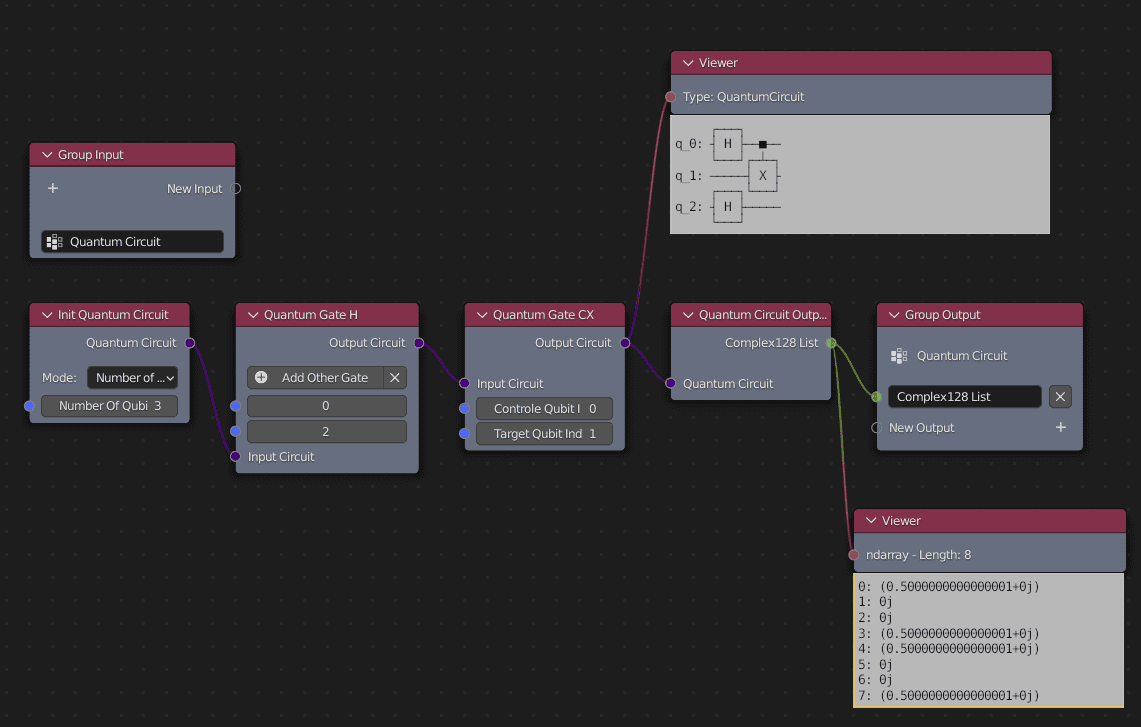 Viewer
Type: QuantumCircuit
H
q_0:
q_1:
X
q_2:
H
Group Input
New Input
Quantum Circuit
Init Quantum Circuit
Quantum Circuit
Mode: Number of ...
Number Of Qubi 3
Quantum Gate H
Output Circuit
Add Other Gate
0
2
Input Circuit
Quantum Gate CX
Output Circuit
Input Circuit
Controle Qubit I 0
Target Qubit Ind 1
Quantum Circuit Outp...
Complex128 List
Quantum Circuit
Group Output
Quantum Circuit
Complex128 List
New Output
Viewer
ndarray - Length: 8
0: (0.5000000000000001+0j)
1: 0j
2: 0j
3: (0.5000000000000001+0j)
4: (0.5000000000000001+0j)
5: 0j
6: 0j
7: (0.5000000000000001+0j)